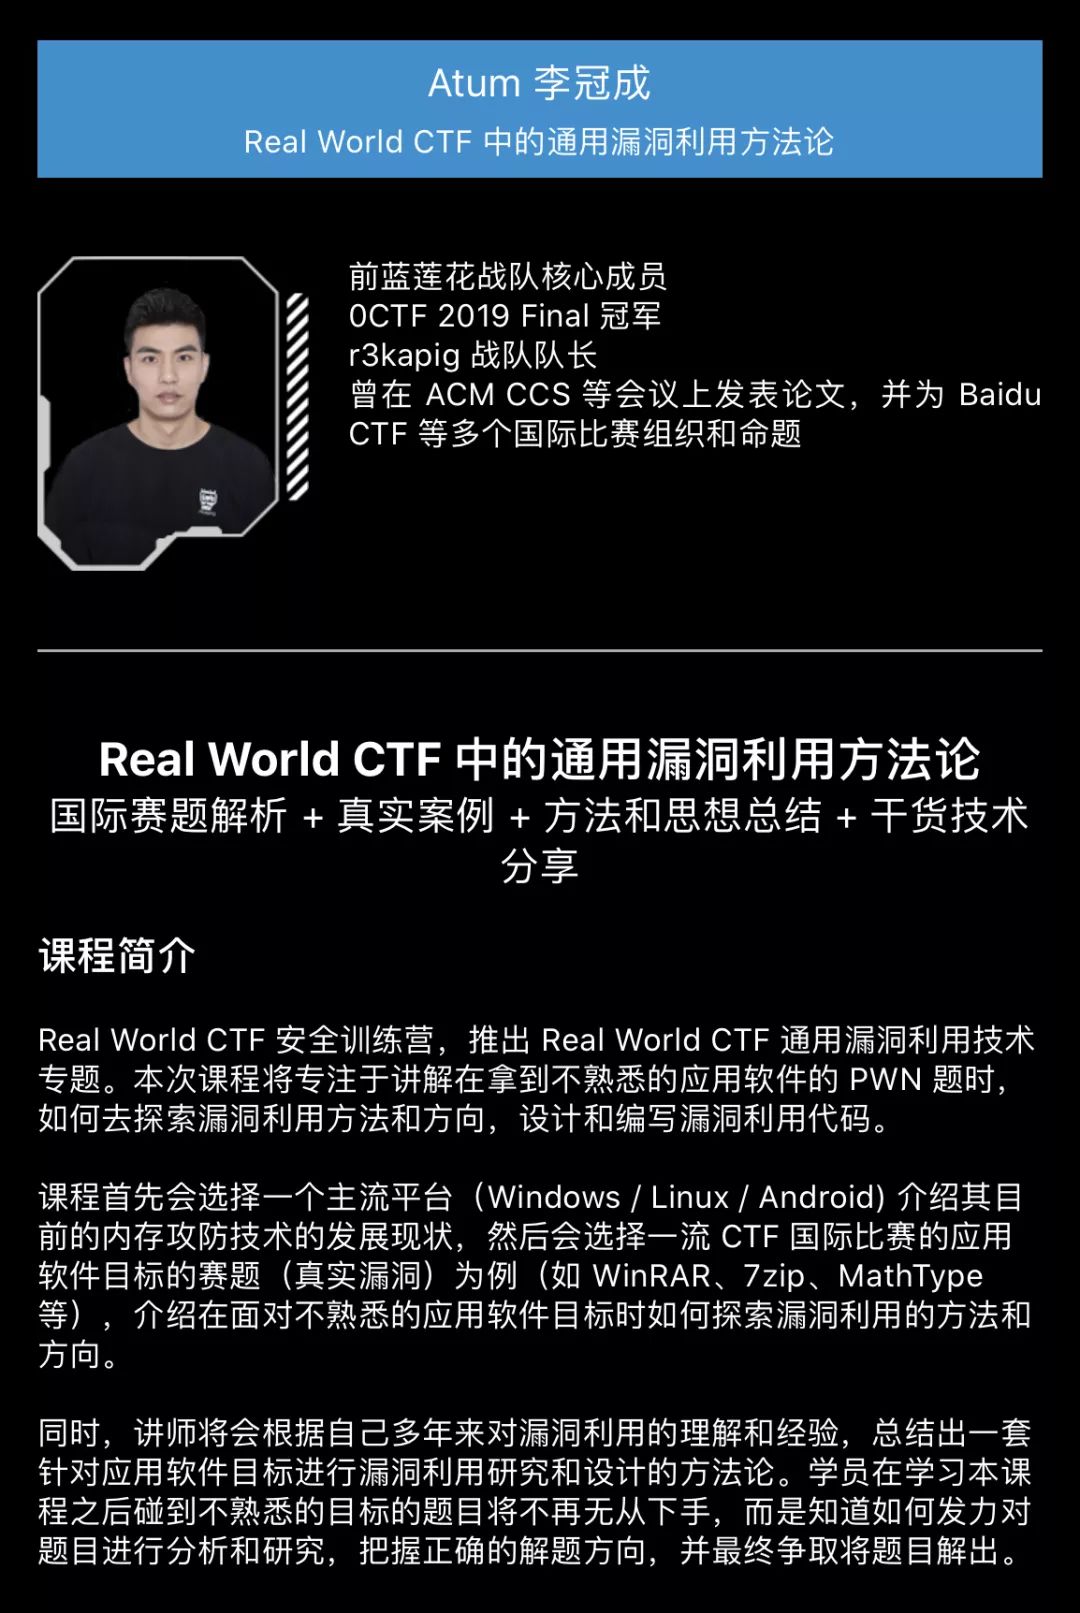 Atum 李冠成
Real World CTF 中的通用漏洞利用方法论
前蓝莲花战队核心成员
0CTF 2019 Final 冠军
r3kapig 战队队长
曾在 ACM CCS 等会议上发表论文，并为 Baidu
CTF 等多个国际比赛组织和命题
Real World CTF 中的通用漏洞利用方法论
国际赛题解析 + 真实案例 + 方法和思想总结 + 干货技术
分享
课程简介
Real World CTF 安全训练营，推出 Real World CTF 通用漏洞利用技术
专题。本次课程将专注于讲解在拿到不熟悉的应用软件的 PWN 题时，
如何去探索漏洞利用方法和方向，设计和编写漏洞利用代码。
课程首先会选择一个主流平台（Windows / Linux / Android) 介绍其目
前的内存攻防技术的发展现状，然后会选择一流 CTF 国际比赛的应用
软件目标的赛题（真实漏洞）为例（如 WinRAR、7zip、MathType
等），介绍在面对不熟悉的应用软件目标时如何探索漏洞利用的方法和
方向。
同时，讲师将会根据自己多年来对漏洞利用的理解和经验，总结出一套
针对应用软件目标进行漏洞利用研究和设计的方法论。学员在学习本课
程之后碰到不熟悉的目标的题目将不再无从下手，而是知道如何发力对
题目进行分析和研究，把握正确的解题方向，并最终争取将题目解出。